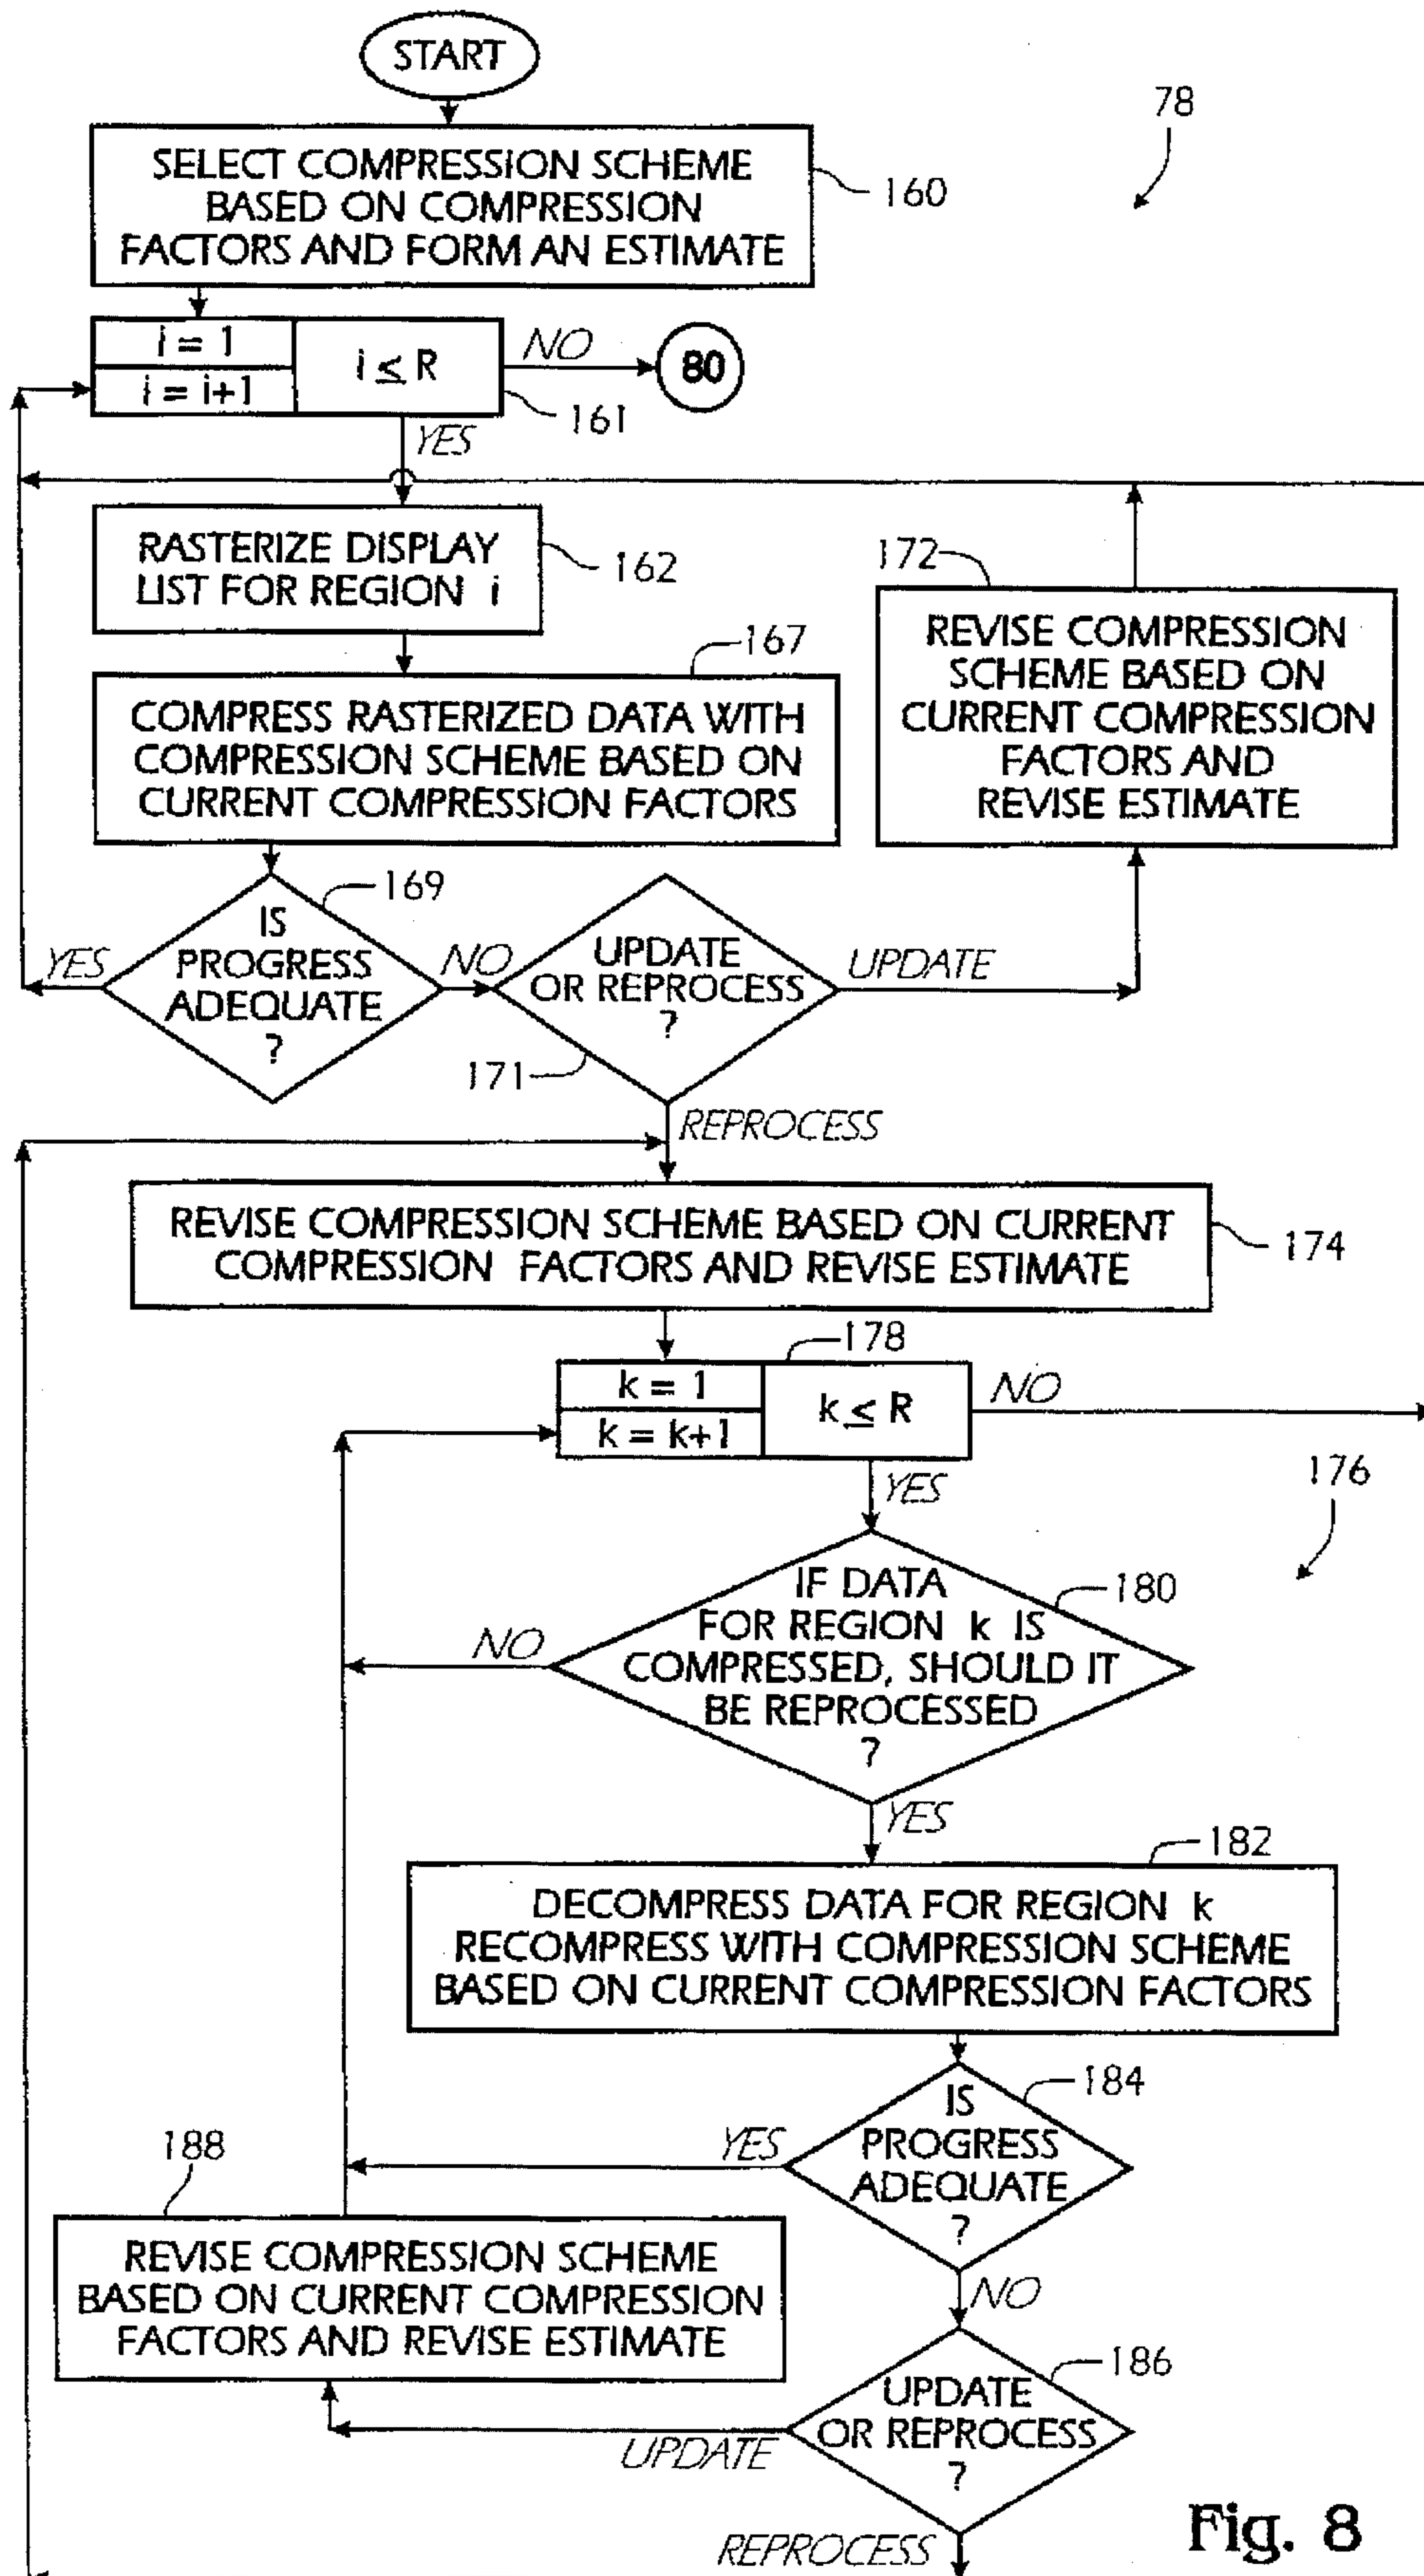 START
78
SELECT COMPRESSION SCHEME
BASED ON COMPRESSION
FACTORS AND FORM AN ESTIMATE
160
i = 1
i = i+1
i ≤ R
NO
80
161
YES
RASTERIZE DISPLAY
LIST FOR REGION i
162
172
REVISE COMPRESSION
SCHEME BASED ON
CURRENT COMPRESSION
FACTORS AND
REVISE ESTIMATE
167
COMPRESS RASTERIZED DATA WITH
COMPRESSION SCHEME BASED ON
CURRENT COMPRESSION FACTORS
169
IS
PROGRESS
ADEQUATE
?
YES
NO
UPDATE
OR REPROCESS
?
UPDATE
171
REPROCESS
REVISE COMPRESSION SCHEME BASED ON CURRENT
COMPRESSION FACTORS AND REVISE ESTIMATE
174
178
k = 1
k = k+1
k ≤ R
NO
YES
176
IF DATA
FOR REGION k IS
COMPRESSED, SHOULD IT
BE REPROCESSED
?
180
NO
YES
182
DECOMPRESS DATA FOR REGION k
RECOMPRESS WITH COMPRESSION SCHEME
BASED ON CURRENT COMPRESSION FACTORS
184
IS
PROGRESS
ADEQUATE
?
YES
NO
188
REVISE COMPRESSION SCHEME
BASED ON CURRENT COMPRESSION
FACTORS AND REVISE ESTIMATE
186
UPDATE
OR REPROCESS
?
UPDATE
REPROCESS
Fig. 8